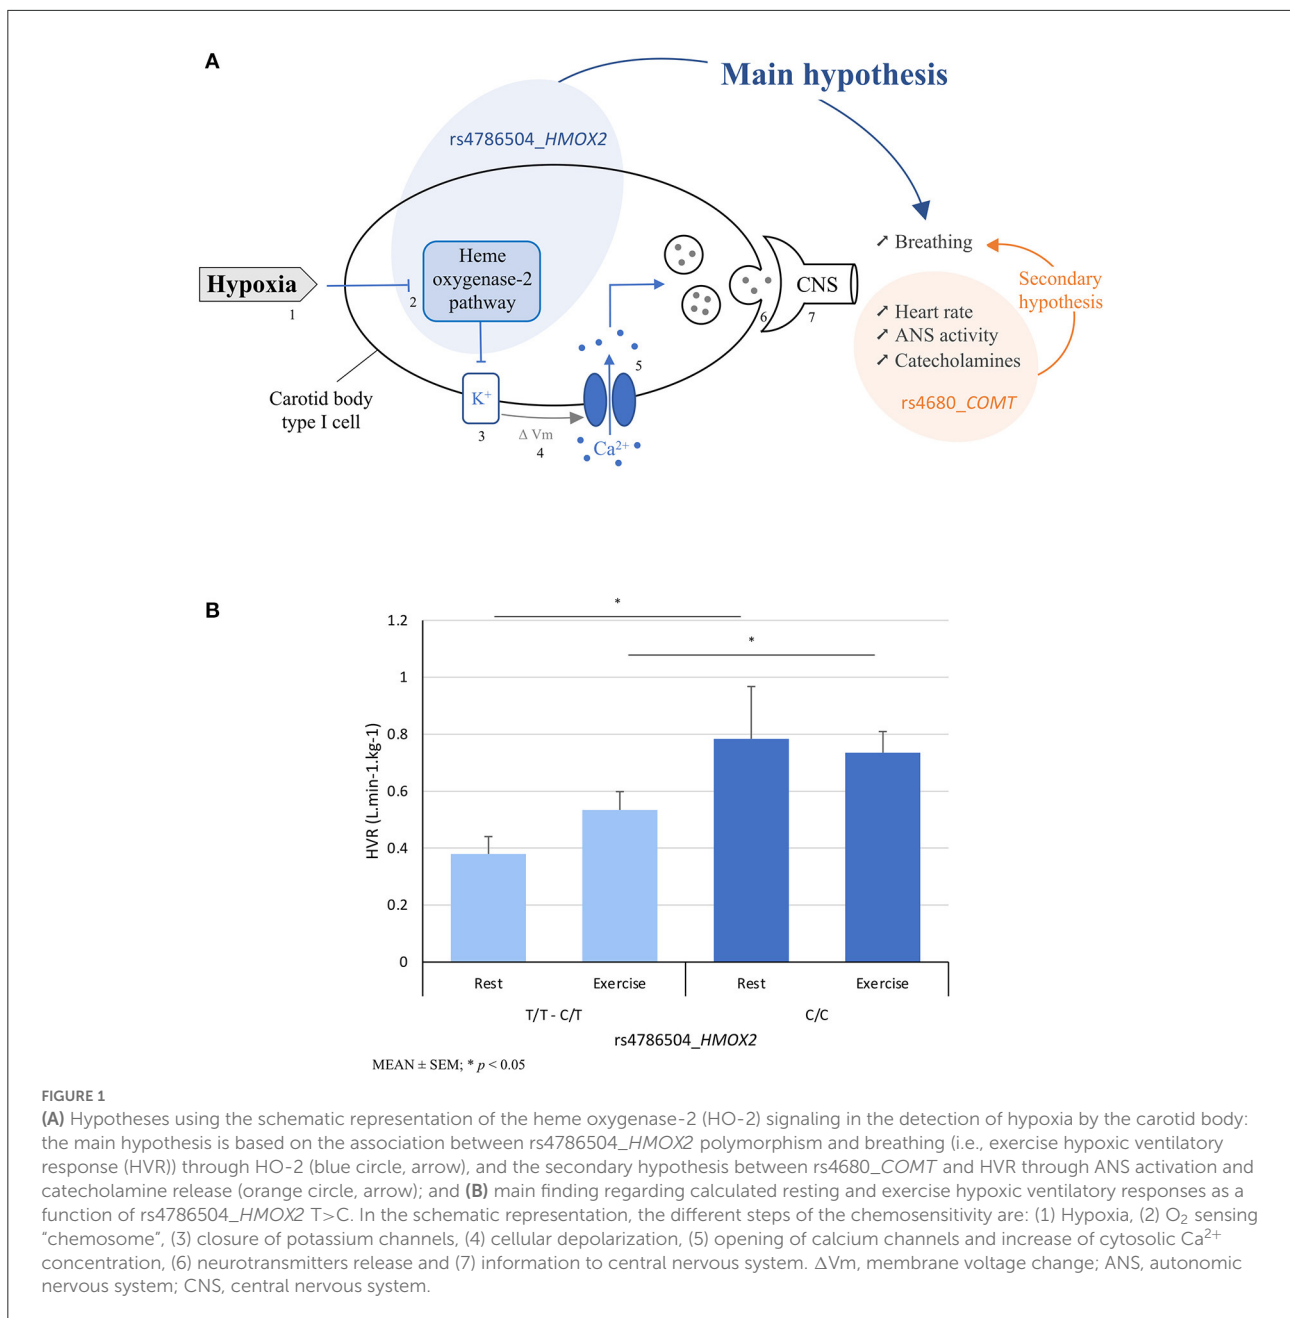 A
Main hypothesis
rs4786504_HMOX2
Heme
oxygenase-2
pathway
Hypoxia
1
2
K+
3
Δ Vm
4
Ca2+
5
6
CNS
7
Carotid body
type I cell
➚ Breathing
Secondary
hypothesis
➚ Heart rate
➚ ANS activity
➚ Catecholamines
rs4680_COMT
B
*
*
HVR (L.min-1.kg-1)
1.2
1
0.8
0.6
0.4
0.2
0
Rest Exercise Rest Exercise
T/T - C/T C/C
rs4786504_HMOX2
MEAN ± SEM; * p < 0.05
FIGURE 1
(A) Hypotheses using the schematic representation of the heme oxygenase-2 (HO-2) signaling in the detection of hypoxia by the carotid body:
the main hypothesis is based on the association between rs4786504_HMOX2 polymorphism and breathing (i.e., exercise hypoxic ventilatory
response (HVR)) through HO-2 (blue circle, arrow), and the secondary hypothesis between rs4680_COMT and HVR through ANS activation and
catecholamine release (orange circle, arrow); and (B) main finding regarding calculated resting and exercise hypoxic ventilatory responses as a
function of rs4786504_HMOX2 T>C. In the schematic representation, the different steps of the chemosensitivity are: (1) Hypoxia, (2) O2 sensing
“chemosome”, (3) closure of potassium channels, (4) cellular depolarization, (5) opening of calcium channels and increase of cytosolic Ca2+
concentration, (6) neurotransmitters release and (7) information to central nervous system. ΔVm, membrane voltage change; ANS, autonomic
nervous system; CNS, central nervous system.